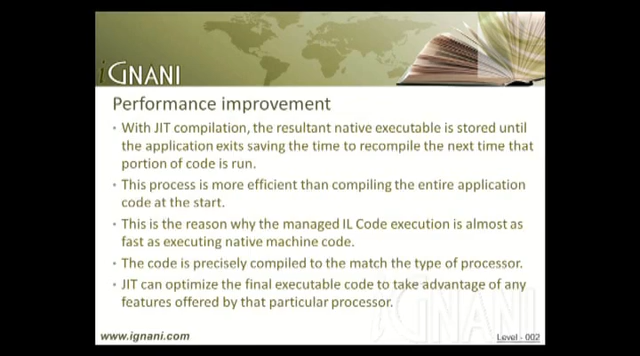 iGNANI
Performance improvement
• With JIT compilation, the resultant native executable is stored until
the application exits saving the time to recompile the next time that
portion of code is run.
• This process is more efficient than compiling the entire application
code at the start.
• This is the reason why the managed IL Code execution is almost as
fast as executing native machine code.
• The code is precisely compiled to the match the type of processor.
• JIT can optimize the final executable code to take advantage of any
features offered by that particular processor.
iGNANI
www.ignani.com
Level - 002